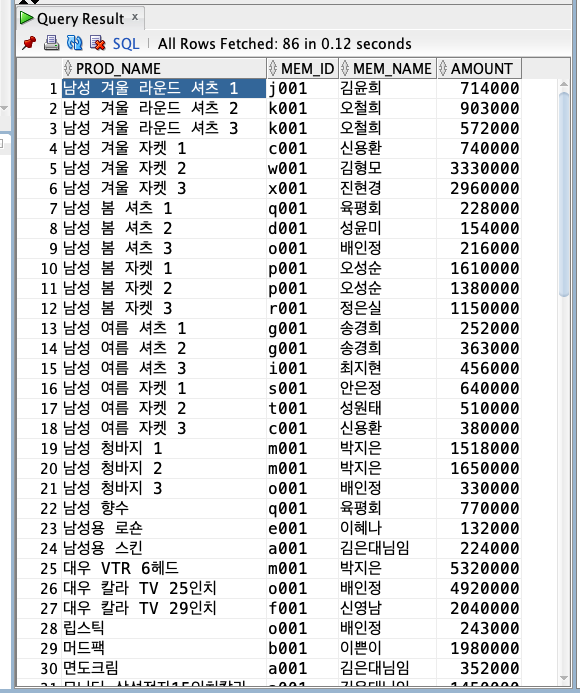 Query Result x
SQL | All Rows Fetched: 86 in 0.12 seconds
PROD_NAME MEM_ID MEM_NAME AMOUNT
1 남성 겨울 라운드 셔츠 1 j001 김윤희 714000
2 남성 겨울 라운드 셔츠 2 k001 오철희 903000
3 남성 겨울 라운드 셔츠 3 k001 오철희 572000
4 남성 겨울 자켓 1 c001 신용환 740000
5 남성 겨울 자켓 2 w001 김형모 3330000
6 남성 겨울 자켓 3 x001 진현경 2960000
7 남성 봄 셔츠 1 q001 육평회 228000
8 남성 봄 셔츠 2 d001 성윤미 154000
9 남성 봄 셔츠 3 o001 배인정 216000
10 남성 봄 자켓 1 p001 오성순 1610000
11 남성 봄 자켓 2 p001 오성순 1380000
12 남성 봄 자켓 3 r001 정은실 1150000
13 남성 여름 셔츠 1 g001 송경희 252000
14 남성 여름 셔츠 2 g001 송경희 363000
15 남성 여름 셔츠 3 i001 최지현 456000
16 남성 여름 자켓 1 s001 안은정 640000
17 남성 여름 자켓 2 t001 성원태 510000
18 남성 여름 자켓 3 c001 신용환 380000
19 남성 청바지 1 m001 박지은 1518000
20 남성 청바지 2 m001 박지은 1650000
21 남성 청바지 3 o001 배인정 330000
22 남성 향수 q001 육평회 770000
23 남성용 로숀 e001 이혜나 132000
24 남성용 스킨 a001 김은대님임 224000
25 대우 VTR 6헤드 m001 박지은 5320000
26 대우 칼라 TV 25인치 o001 배인정 4920000
27 대우 칼라 TV 29인치 f001 신영남 2040000
28 립스틱 o001 배인정 243000
29 머드팩 b001 이쁜이 1980000
30 면도크림 a001 김은대님임 352000